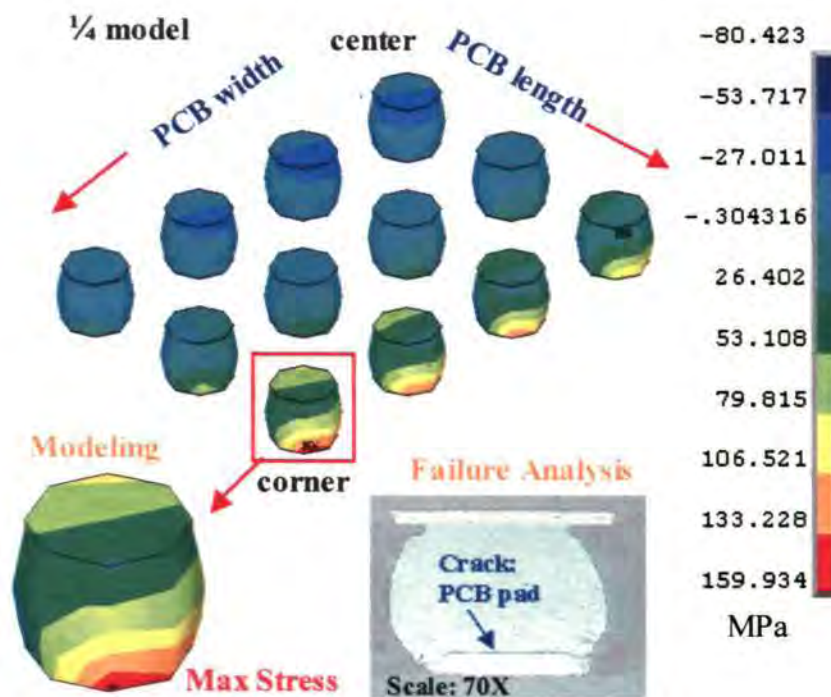 ¼ model
center
PCB width
PCB length
-80.423
-53.717
-27.011
-.304316
26.402
53.108
79.815
106.521
133.228
159.934
MPa
Modeling
corner
Failure Analysis
Crack:
PCB pad
Max Stress
Scale: 70X